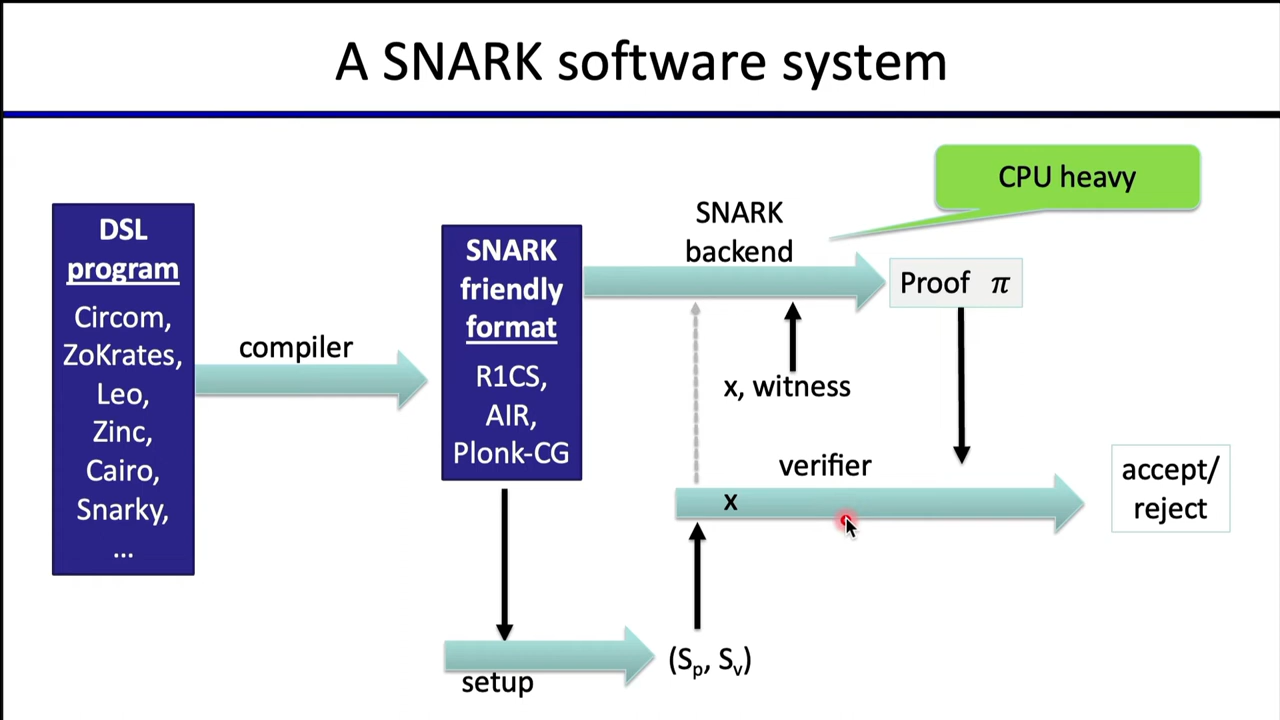 A SNARK software system
DSL
program
Circom,
ZoKrates,
Leo,
Zinc,
Cairo,
Snarky,
...
compiler
SNARK
friendly
format
R1CS,
AIR,
Plonk-CG
SNARK
backend
CPU heavy
Proof π
x, witness
verifier
x
accept/
reject
setup
(Sp, Sv)